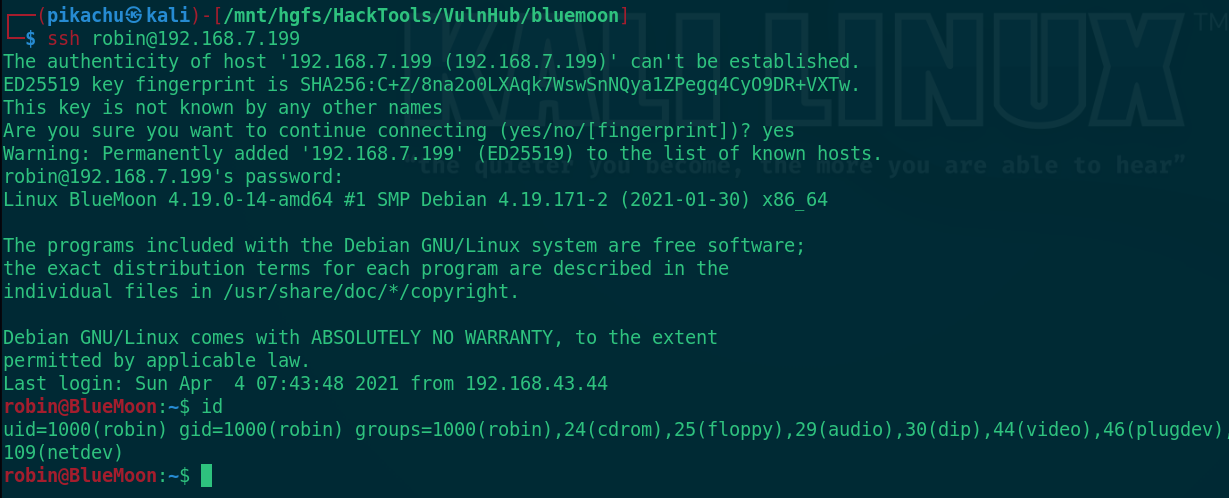 ┌──(pikachu㉿kali)-[/mnt/hgfs/HackTools/VulnHub/bluemoon]
└─$ ssh robin@192.168.7.199
The authenticity of host '192.168.7.199 (192.168.7.199)' can't be established.
ED25519 key fingerprint is SHA256:C+Z/8na2o0LXAqk7WswSnNQya1ZPegq4CyO9DR+VXTw.
This key is not known by any other names
Are you sure you want to continue connecting (yes/no/[fingerprint])? yes
Warning: Permanently added '192.168.7.199' (ED25519) to the list of known hosts.
robin@192.168.7.199's password:
Linux BlueMoon 4.19.0-14-amd64 #1 SMP Debian 4.19.171-2 (2021-01-30) x86_64

The programs included with the Debian GNU/Linux system are free software;
the exact distribution terms for each program are described in the
individual files in /usr/share/doc/*/copyright.

Debian GNU/Linux comes with ABSOLUTELY NO WARRANTY, to the extent
permitted by applicable law.
Last login: Sun Apr  4 07:43:48 2021 from 192.168.43.44
robin@BlueMoon:~$ id
uid=1000(robin) gid=1000(robin) groups=1000(robin),24(cdrom),25(floppy),29(audio),30(dip),44(video),46(plugdev),
109(netdev)
robin@BlueMoon:~$
KALI LINUX
TM
"the quieter you become, the more you are able to hear"